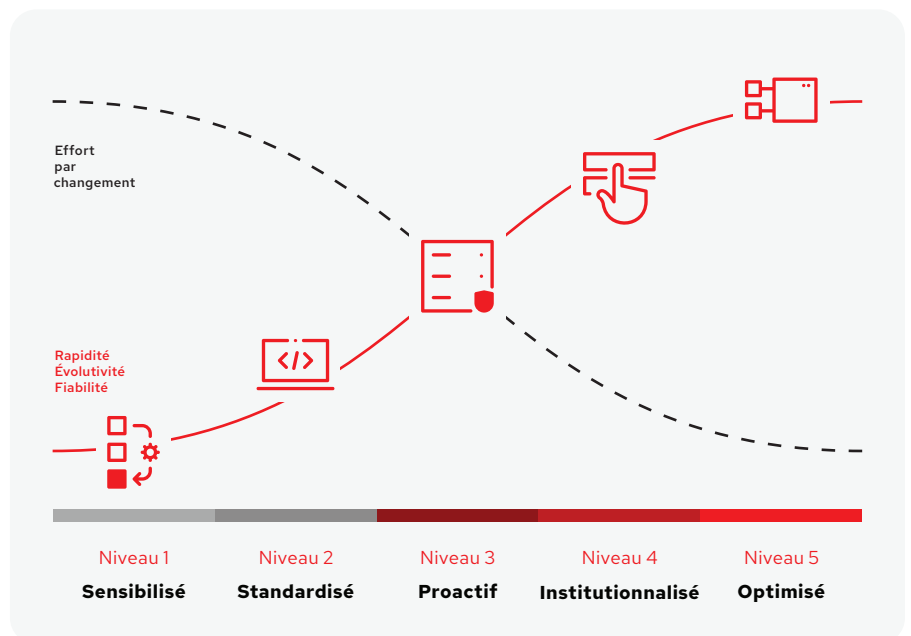 Effort
par
changement
Rapidité
Évolutivité
Fiabilité
</>
Niveau 1
Niveau 2
Niveau 3
Niveau 4
Niveau 5
Sensibilisé
Standardisé
Proactif
Institutionnalisé
Optimisé